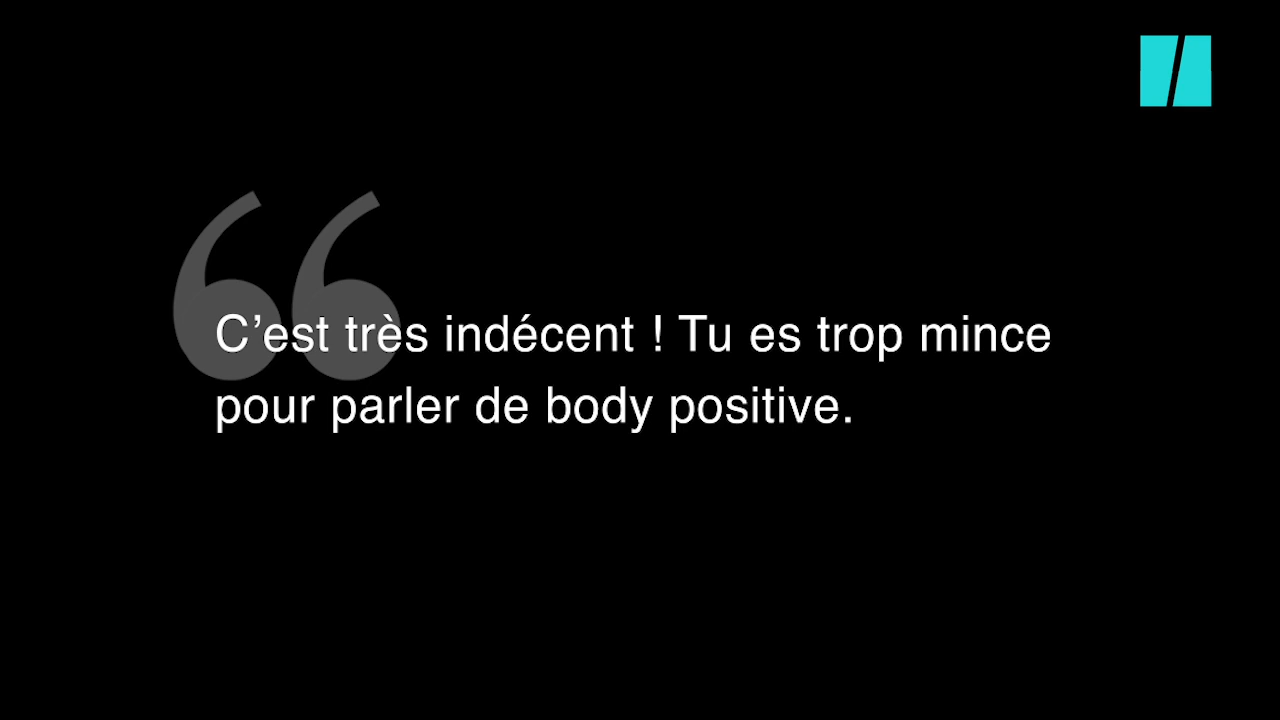 C’est très indécent ! Tu es trop mince
pour parler de body positive.